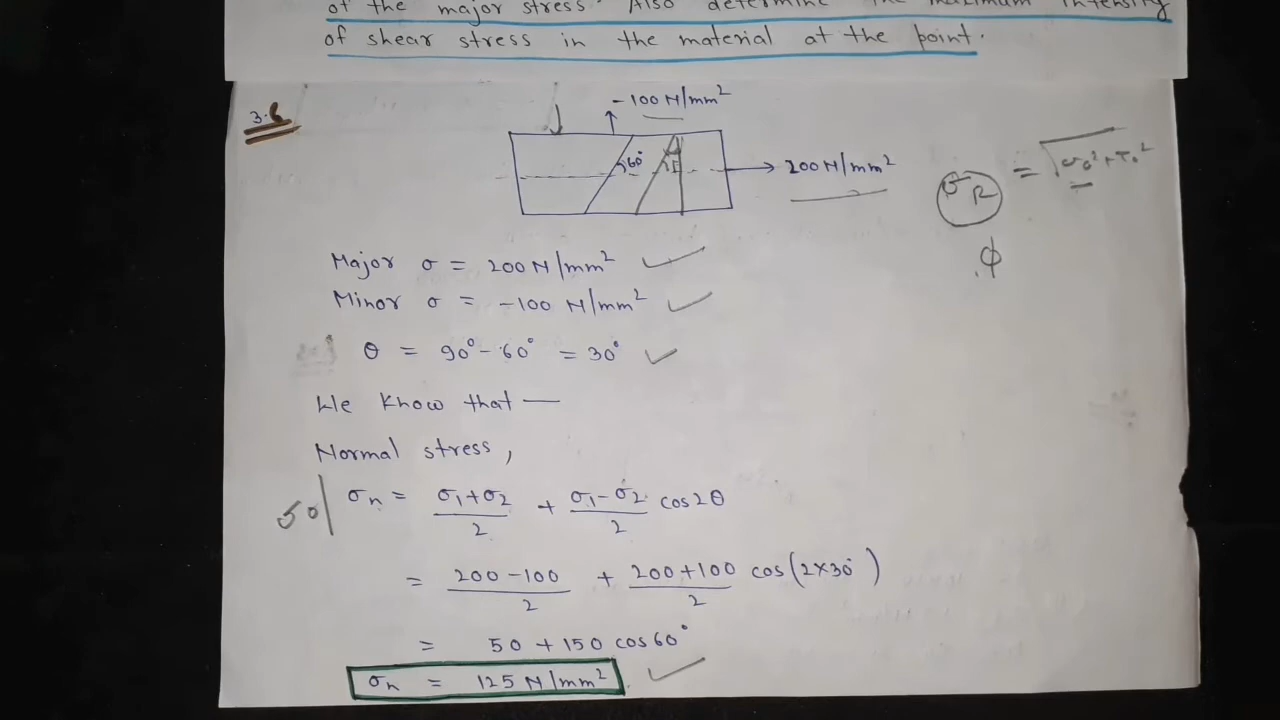 of the major stress. Also determine the maximum intensity
of shear stress in the material at the point.
3.6
-100 N/mm²
60°
200 N/mm²
σR = √σ₀² + τ₀²
φ
Major σ = 200 N/mm²
Minor σ = -100 N/mm²
θ = 90° - 60° = 30°
We know that —
Normal stress,
50
σn = σ₁+σ₂/2 + σ₁-σ₂/2 cos2θ
= 200-100/2 + 200+100/2 cos(2×30°)
= 50 + 150 cos60°
σn = 125 N/mm²